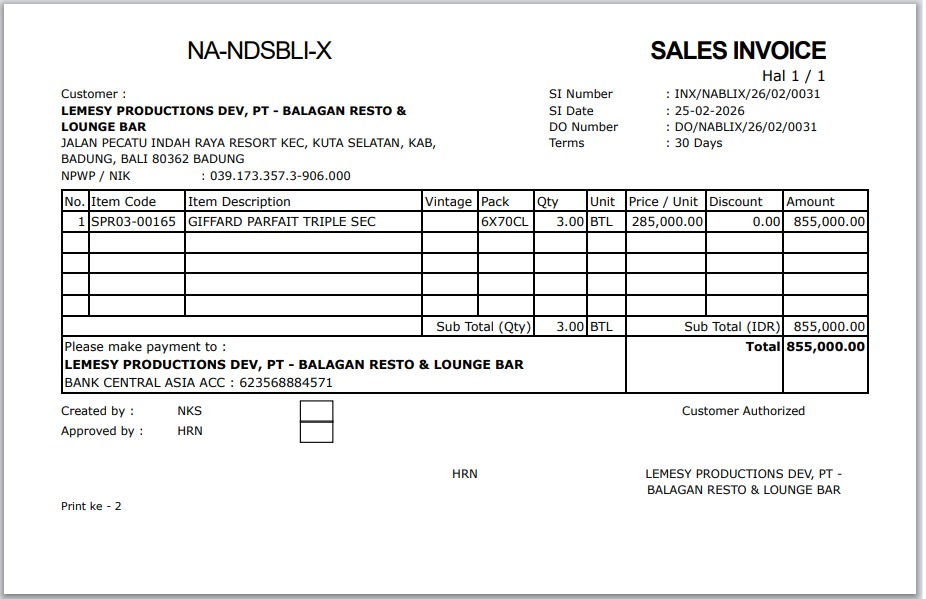 NA-NDSBLI-X
SALES INVOICE
Hal 1 / 1
Customer :
LEMESY PRODUCTIONS DEV, PT - BALAGAN RESTO &
LOUNGE BAR
JALAN PECATU INDAH RAYA RESORT KEC, KUTA SELATAN, KAB,
BADUNG, BALI 80362 BADUNG
NPWP / NIK : 039.173.357.3-906.000
SI Number : INX/NABLIX/26/02/0031
SI Date : 25-02-2026
DO Number : DO/NABLIX/26/02/0031
Terms : 30 Days
No. Item Code Item Description Vintage Pack Qty Unit Price / Unit Discount Amount
1 SPR03-00165 GIFFARD PARFAIT TRIPLE SEC 6X70CL 3.00 BTL 285,000.00 0.00 855,000.00
Sub Total (Qty) 3.00 BTL Sub Total (IDR) 855,000.00
Please make payment to :
LEMESY PRODUCTIONS DEV, PT - BALAGAN RESTO & LOUNGE BAR
BANK CENTRAL ASIA ACC : 623568884571
Total 855,000.00
Created by : NKS
Approved by : HRN
Customer Authorized
HRN
LEMESY PRODUCTIONS DEV, PT -
BALAGAN RESTO & LOUNGE BAR
Print ke - 2